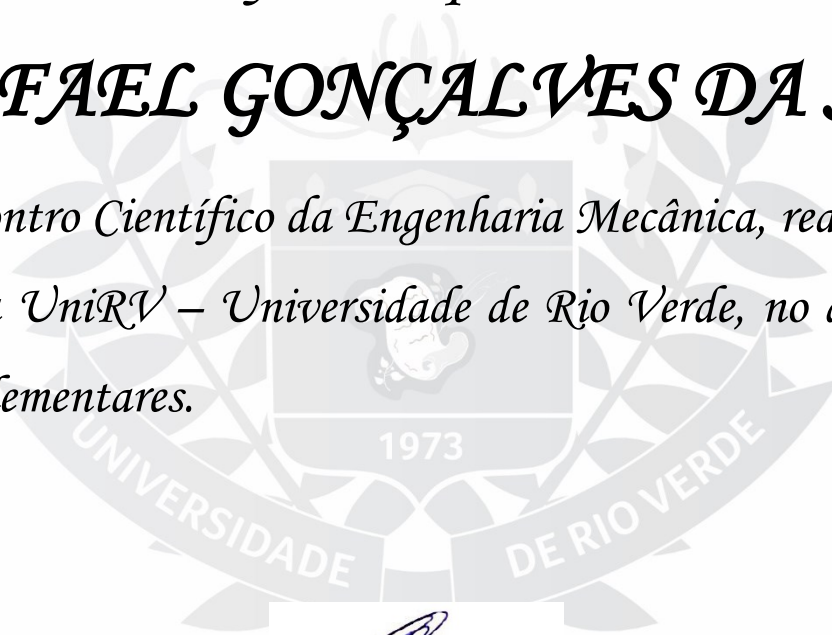 FAEL GONÇALVES DA
ontro Científico da Engenharia Mecânica, rea
UniRV – Universidade de Rio Verde, no
lementares.
1973
UNIVERSIDADE DE RIO VERDE